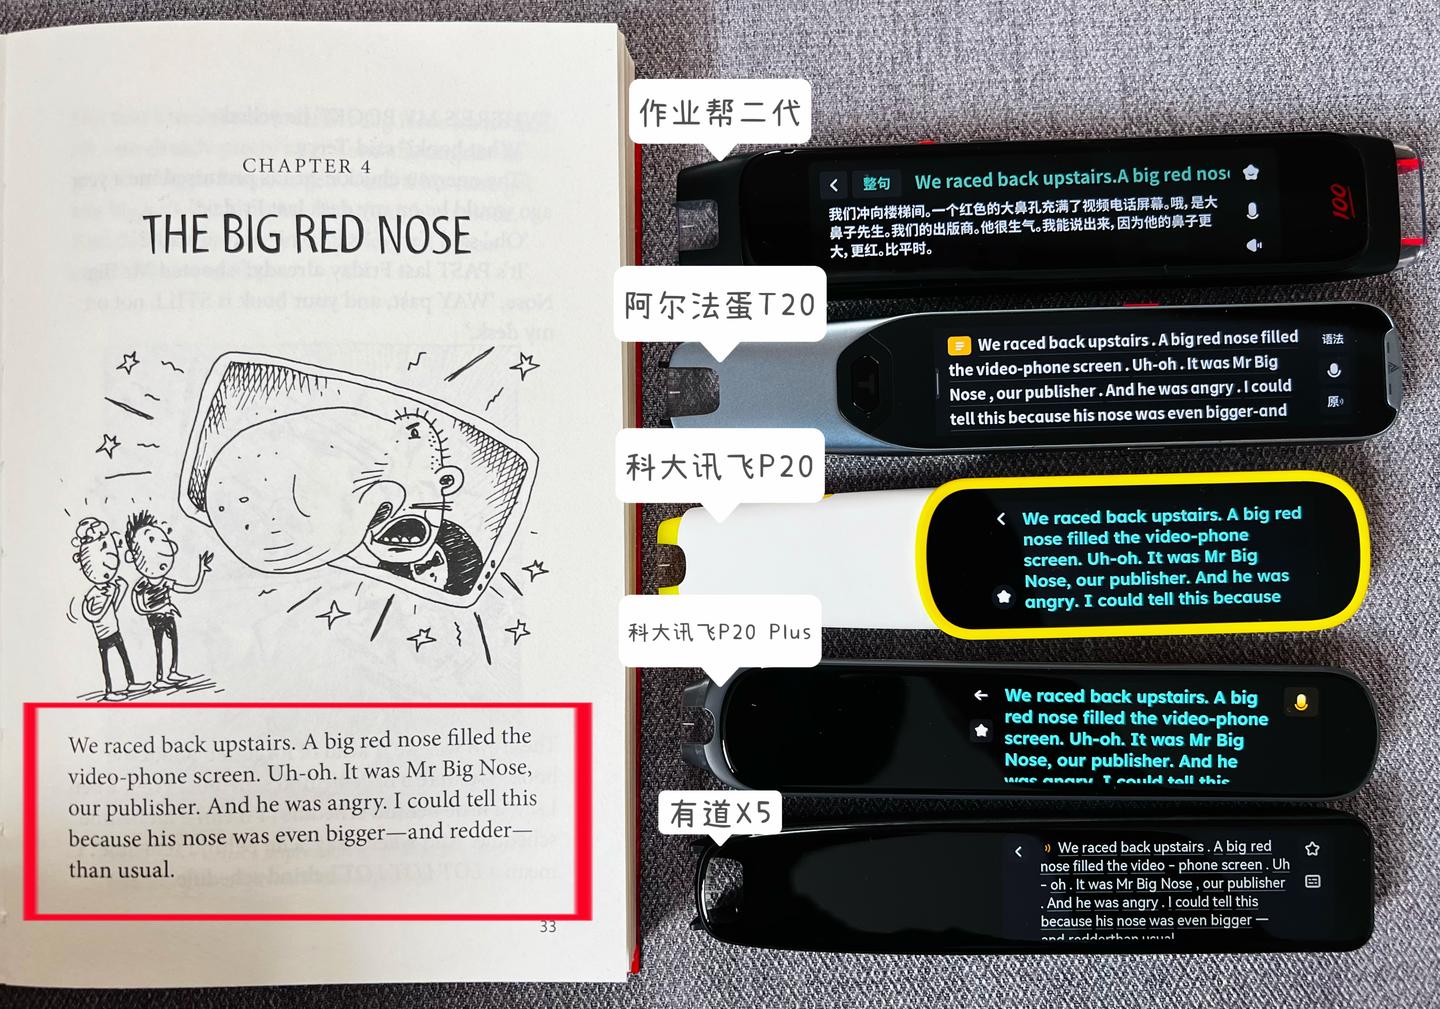 CHAPTER 4
THE BIG RED NOSE
We raced back upstairs. A big red nose filled the
video-phone screen. Uh-oh. It was Mr Big Nose,
our publisher. And he was angry. I could tell this
because his nose was even bigger—and redder—
than usual.
33
作业帮二代
整句 We raced back upstairs.A big red nose
我们冲向楼梯间。一个红色的大鼻孔充满了视频电话屏幕。哦,是大
鼻子先生。我们的出版商。他很生气。我能说出来,因为他的鼻子更
大,更红。比平时。
100
阿尔法蛋T20
We raced back upstairs . A big red nose filled
the video-phone screen . Uh-oh . It was Mr Big
Nose , our publisher . And he was angry . I could
tell this because his nose was even bigger-and
语法
原
科大讯飞P20
We raced back upstairs. A big red
nose filled the video-phone
screen. Uh-oh. It was Mr Big
Nose, our publisher. And he was
angry. I could tell this because
科大讯飞P20 Plus
We raced back upstairs. A big
red nose filled the video-phone
screen. Uh-oh. It was Mr Big
Nose, our publisher. And he
was angry. I could tell this
有道X5
We raced back upstairs . A big red
nose filled the video - phone screen . Uh
- oh . It was Mr Big Nose , our publisher
. And he was angry . I could tell this
because his nose was even bigger —
and redderthan usual